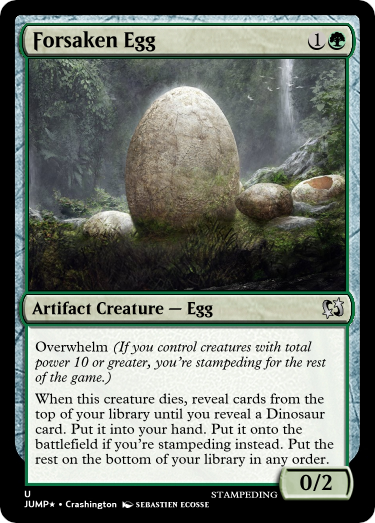 Forsaken Egg 1
Artifact Creature — Egg
Overwhelm (If you control creatures with total
power 10 or greater, you're stampeding for the rest
of the game.)
When this creature dies, reveal cards from the
top of your library until you reveal a Dinosaur
card. Put it into your hand. Put it onto the
battlefield if you're stampeding instead. Put the
rest on the bottom of your library in any order.
0/2
U STAMPEDING
JUMP★ • Crashington SEBASTIEN ECOSSE